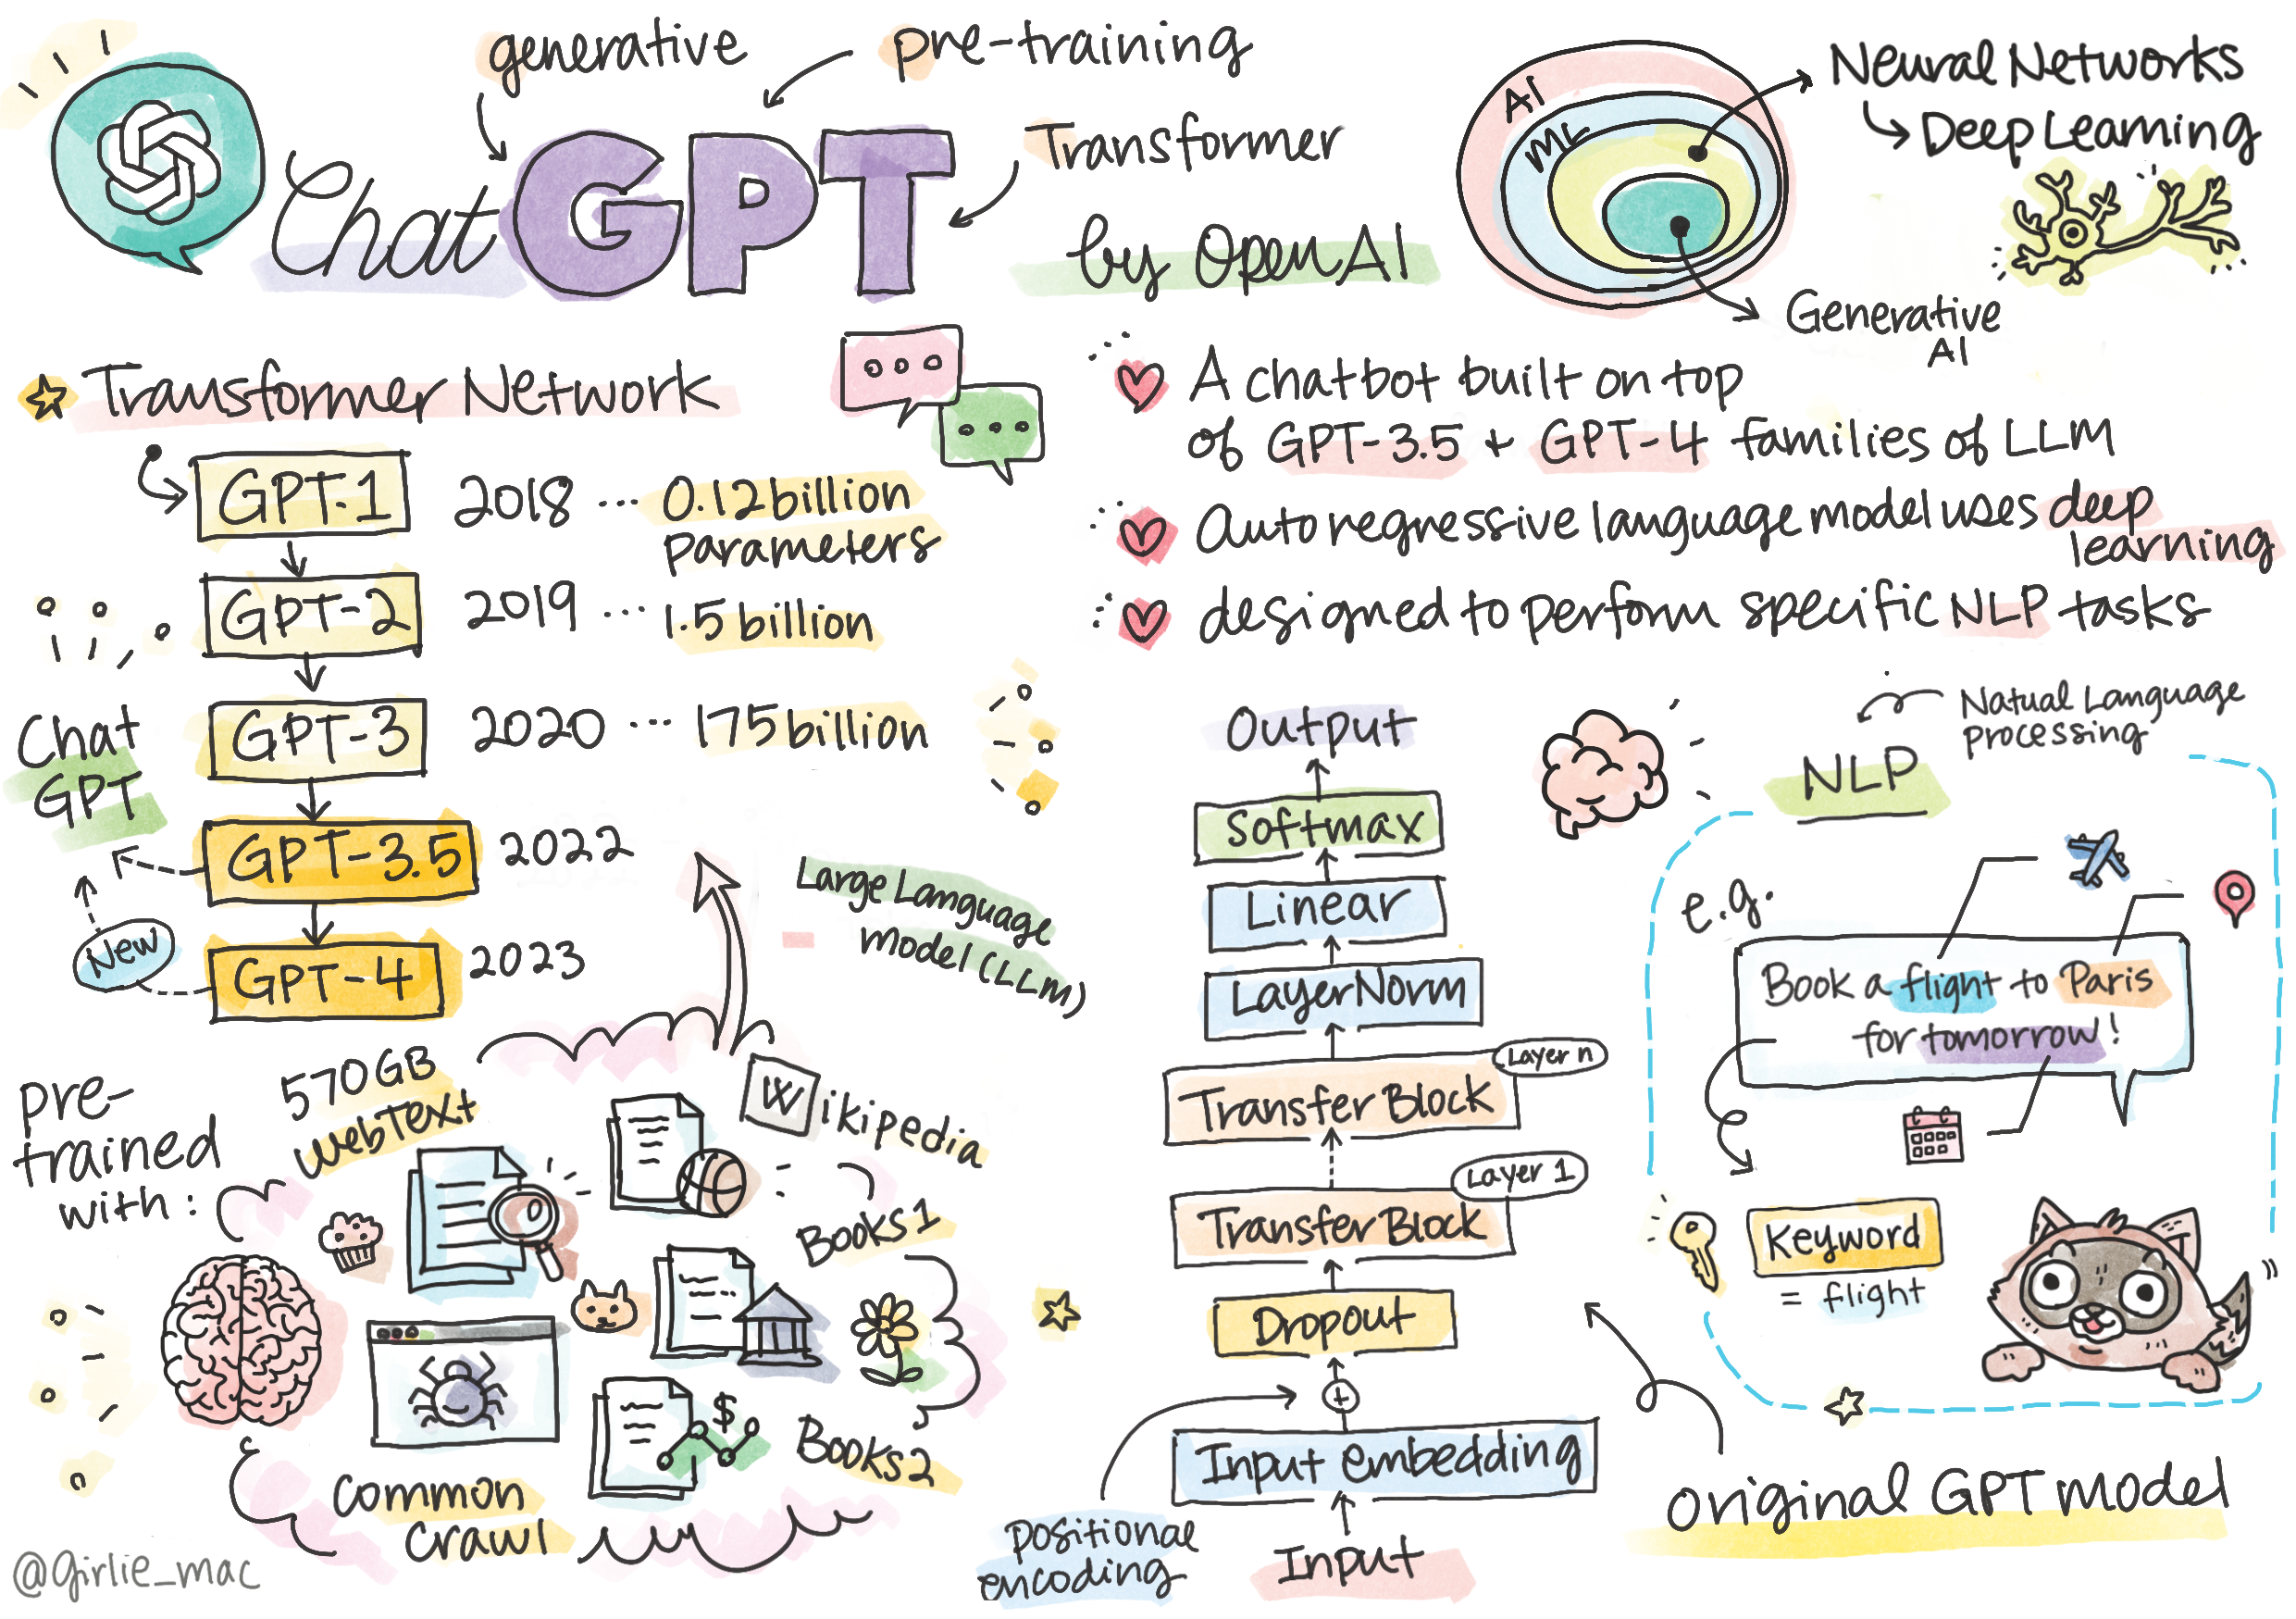 generative
pre-training
Transformer
Chat GPT
by OpenAI
AI
ML
Neural Networks
Deep Learning
Generative
AI
Transformer Network
GPT-1 2018 ... 0.12 billion
parameters
GPT-2 2019 ... 1.5 billion
GPT-3 2020 ... 175 billion
Chat
GPT
GPT-3.5 2022
New
GPT-4 2023
Large Language
Model (LLM)
pre-
trained
with:
570GB
WebText
Wikipedia
Books1
Books2
Common
Crawl
$
@girlie_mac
A chatbot built on top
of GPT-3.5 + GPT-4 families of LLM
Auto regressive language model uses deep
learning
designed to perform specific NLP tasks
Output
Softmax
Linear
LayerNorm
Transfer Block
Layer n
Transfer Block
Layer 1
Dropout
+
Input embedding
positional
encoding
Input
original GPT model
Natual Language
processing
NLP
e.g.
Book a flight to Paris
for tomorrow!
Keyword
= flight